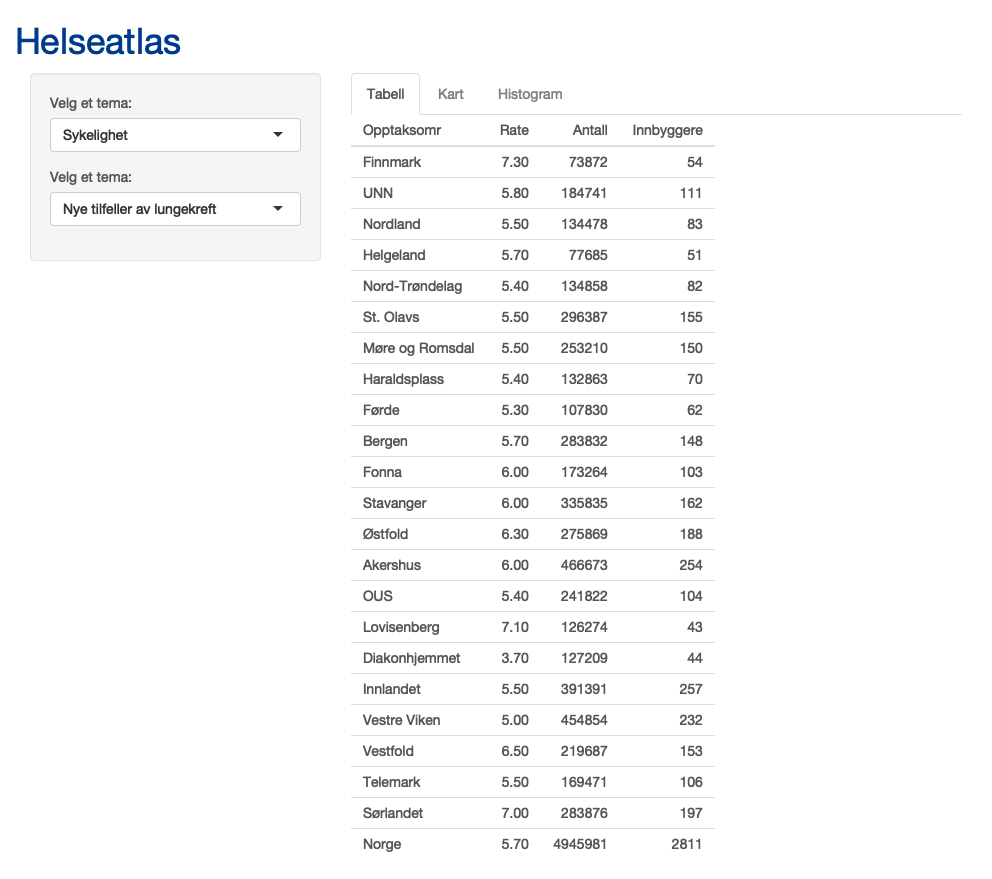 Helseatlas
Velg et tema:
Sykelighet
Velg et tema:
Nye tilfeller av lungekreft
Tabell Kart Histogram
Opptaksomr Rate Antall Innbyggere
Finnmark 7.30 73872 54
UNN 5.80 184741 111
Nordland 5.50 134478 83
Helgeland 5.70 77685 51
Nord-Trøndelag 5.40 134858 82
St. Olavs 5.50 296387 155
Møre og Romsdal 5.50 253210 150
Haraldsplass 5.40 132863 70
Førde 5.30 107830 62
Bergen 5.70 283832 148
Fonna 6.00 173264 103
Stavanger 6.00 335835 162
Østfold 6.30 275869 188
Akershus 6.00 466673 254
OUS 5.40 241822 104
Lovisenberg 7.10 126274 43
Diakonhjemmet 3.70 127209 44
Innlandet 5.50 391391 257
Vestre Viken 5.00 454854 232
Vestfold 6.50 219687 153
Telemark 5.50 169471 106
Sørlandet 7.00 283876 197
Norge 5.70 4945981 2811